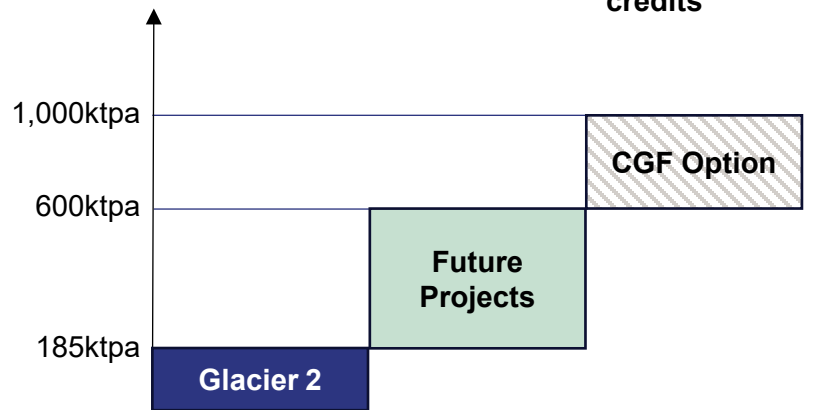 credits
1,000ktpa
CGF Option
600ktpa
Future
Projects
185ktpa
Glacier 2